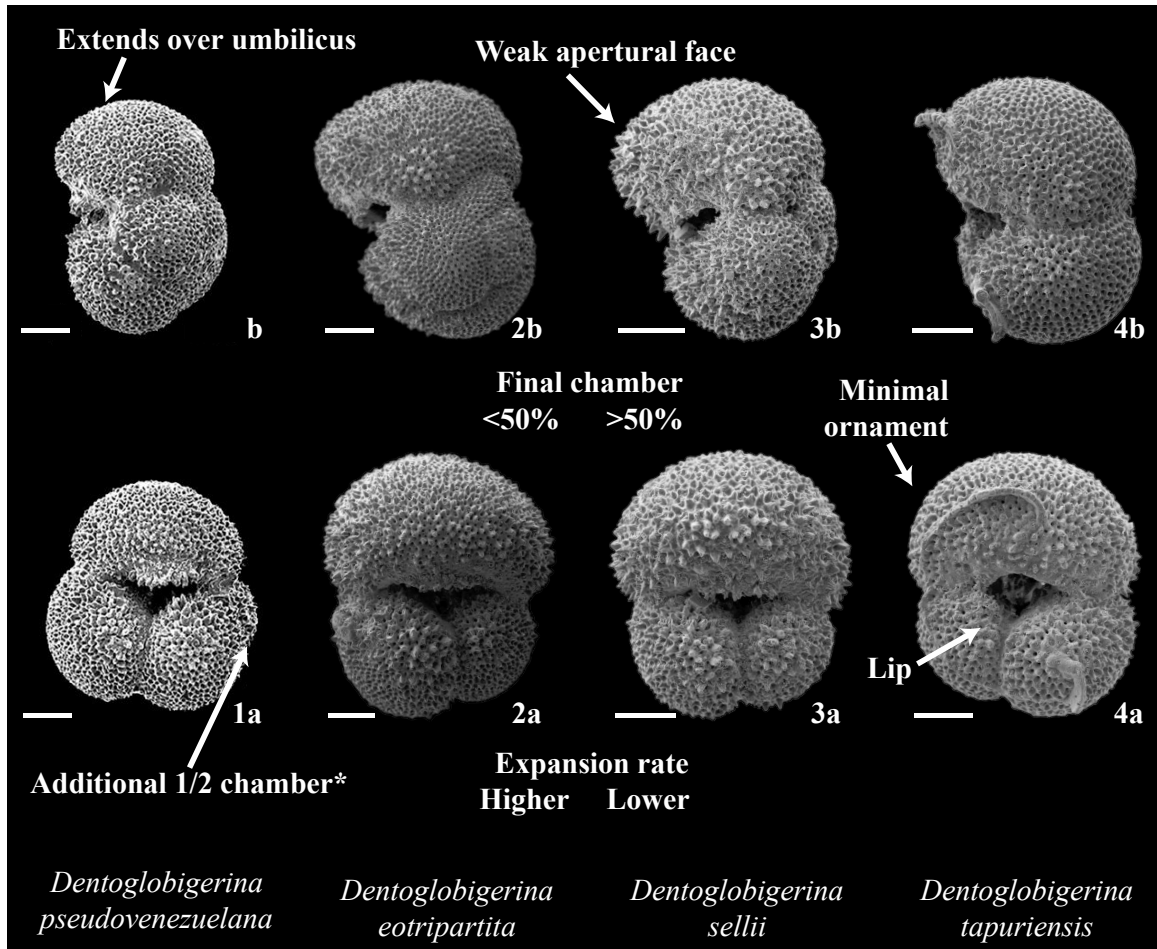 Extends over umbilicus
Weak apertural face
b
2b
3b
4b
Final chamber
<50% >50%
Minimal
ornament
Lip
1a
2a
3a
4a
Additional 1/2 chamber*
Expansion rate
Higher Lower
Dentoglobigerina
pseudovenezuelana
Dentoglobigerina
eotripartita
Dentoglobigerina
sellii
Dentoglobigerina
tapuriensis